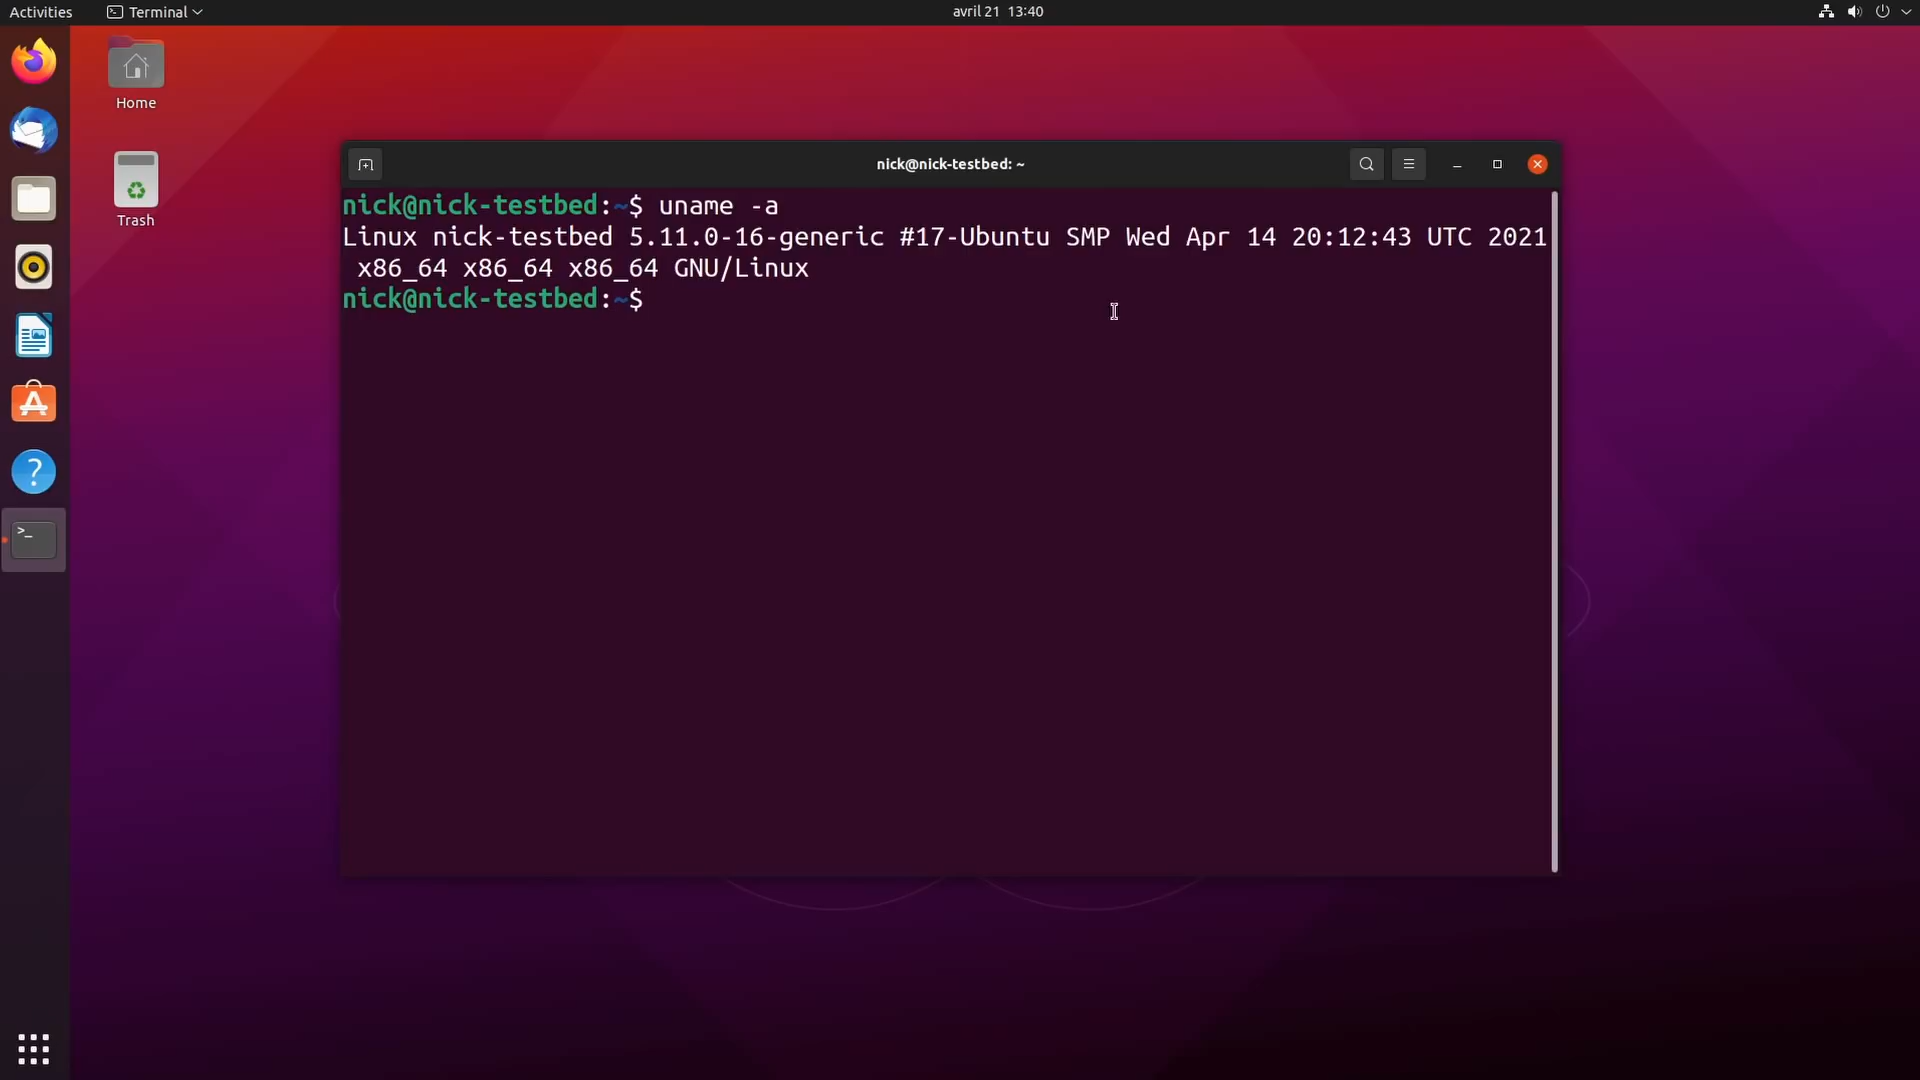 Activities Terminal avril 21 13:40
Home
Trash
nick@nick-testbed: ~
nick@nick-testbed:~$ uname -a
Linux nick-testbed 5.11.0-16-generic #17-Ubuntu SMP Wed Apr 14 20:12:43 UTC 2021
x86_64 x86_64 x86_64 GNU/Linux
nick@nick-testbed:~$